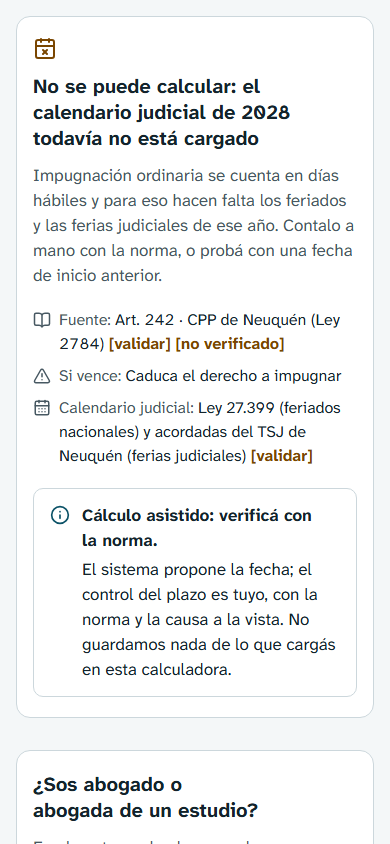 No se puede calcular: el
calendario judicial de 2028
todavía no está cargado
Impugnación ordinaria se cuenta en días
hábiles y para eso hacen falta los feriados
y las ferias judiciales de ese año. Contalo a
mano con la norma, o probá con una fecha
de inicio anterior.
Fuente: Art. 242 · CPP de Neuquén (Ley
2784) [validar] [no verificado]
Si vence: Caduca el derecho a impugnar
Calendario judicial: Ley 27.399 (feriados
nacionales) y acordadas del TSJ de
Neuquén (ferias judiciales) [validar]
Cálculo asistido: verificá con
la norma.
El sistema propone la fecha; el
control del plazo es tuyo, con la
norma y la causa a la vista. No
guardamos nada de lo que cargás
en esta calculadora.
¿Sos abogado o
abogada de un estudio?